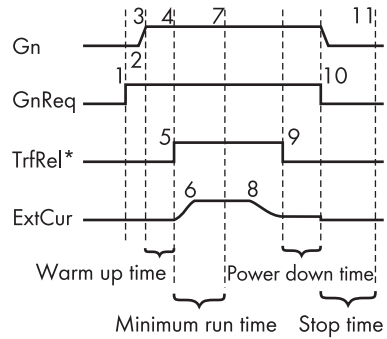 3 4 7 11
Gn
2
1 10
GnReq
5 9
TrfRel*
6 8
ExtCur
Warm up time Power down time
Minimum run time Stop time